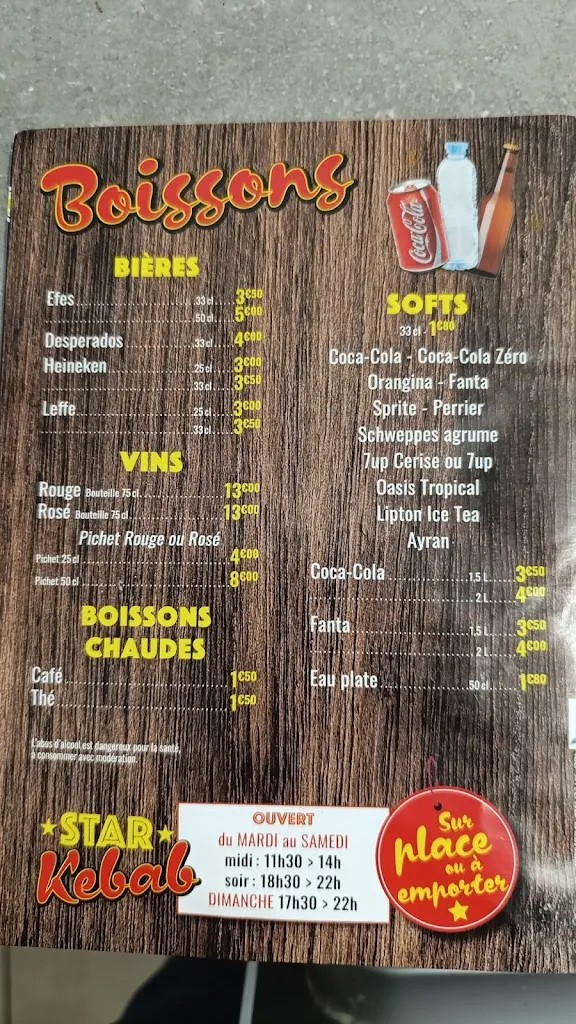 Boissons
BIÈRES
Efes 33 cl 3€50
50 cl 5€00
Desperados 33 cl 4€00
Heineken 25 cl 3€00
33 cl 3€50
Leffe 25 cl 3€00
33 cl 3€50
VINS
Rouge Bouteille 75 cl 13€00
Rosé Bouteille 75 cl 13€00
Pichet Rouge ou Rosé
Pichet 25 cl 4€00
Pichet 50 cl 8€00
BOISSONS
CHAUDES
Café 1€50
Thé 1€50
L'abus d'alcool est dangereux pour la santé,
à consommer avec modération.
Coca-Cola
SOFTS
33 cl - 1€80
Coca-Cola - Coca-Cola Zéro
Orangina - Fanta
Sprite - Perrier
Schweppes agrume
7up Cerise ou 7up
Oasis Tropical
Lipton Ice Tea
Ayran
Coca-Cola 1,5 L 3€50
2 L 4€00
Fanta 1,5 L 3€50
2 L 4€00
Eau plate 50 cl 1€80
STAR
Kebab
OUVERT
du MARDI au SAMEDI
midi : 11h30 > 14h
soir : 18h30 > 22h
DIMANCHE 17h30 > 22h
Sur
place
ou à
emporter